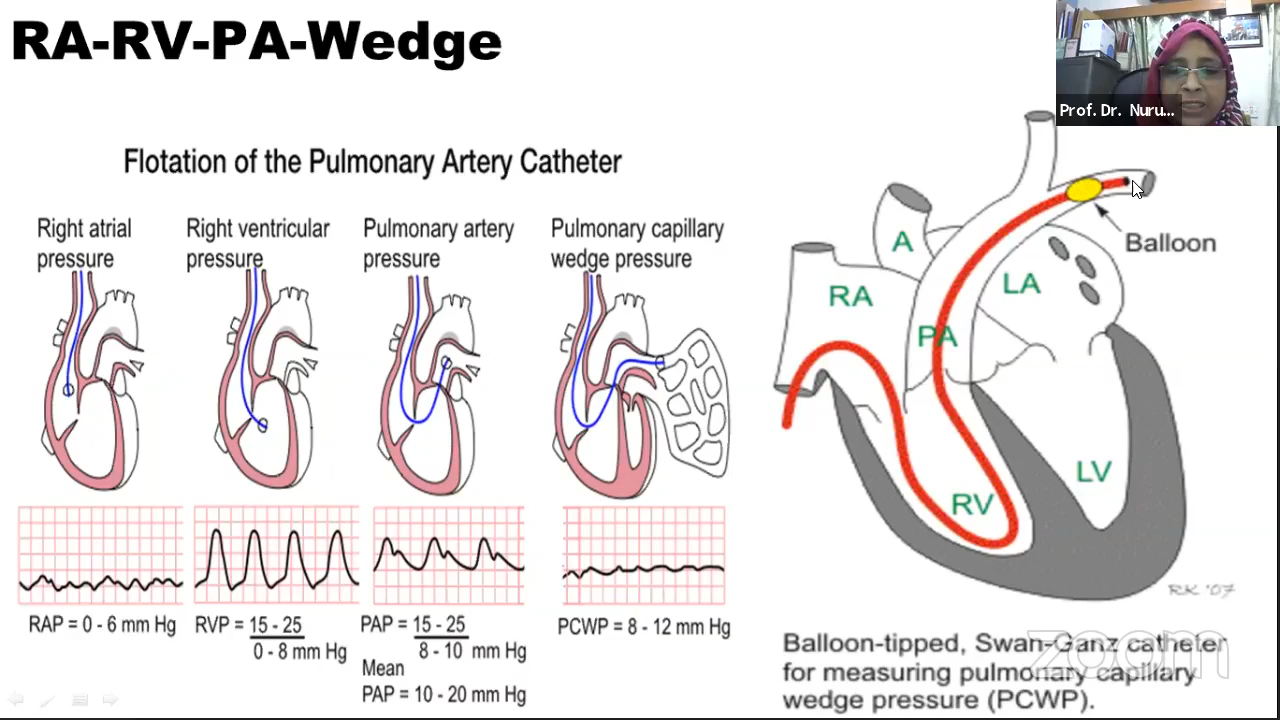 RA-RV-PA-Wedge
Prof. Dr. Nuru...
Flotation of the Pulmonary Artery Catheter
Right atrial
pressure
Right ventricular
pressure
Pulmonary artery
pressure
Pulmonary capillary
wedge pressure
RAP = 0 - 6 mm Hg
RVP = 15 - 25
0 - 8 mm Hg
PAP = 15 - 25
8 - 10 mm Hg
Mean
PAP = 10 - 20 mm Hg
PCWP = 8 - 12 mm Hg
A
RA
PA
LA
Balloon
RV
LV
RK '07
Balloon-tipped, Swan-Ganz catheter
for measuring pulmonary capillary
wedge pressure (PCWP).
zoom